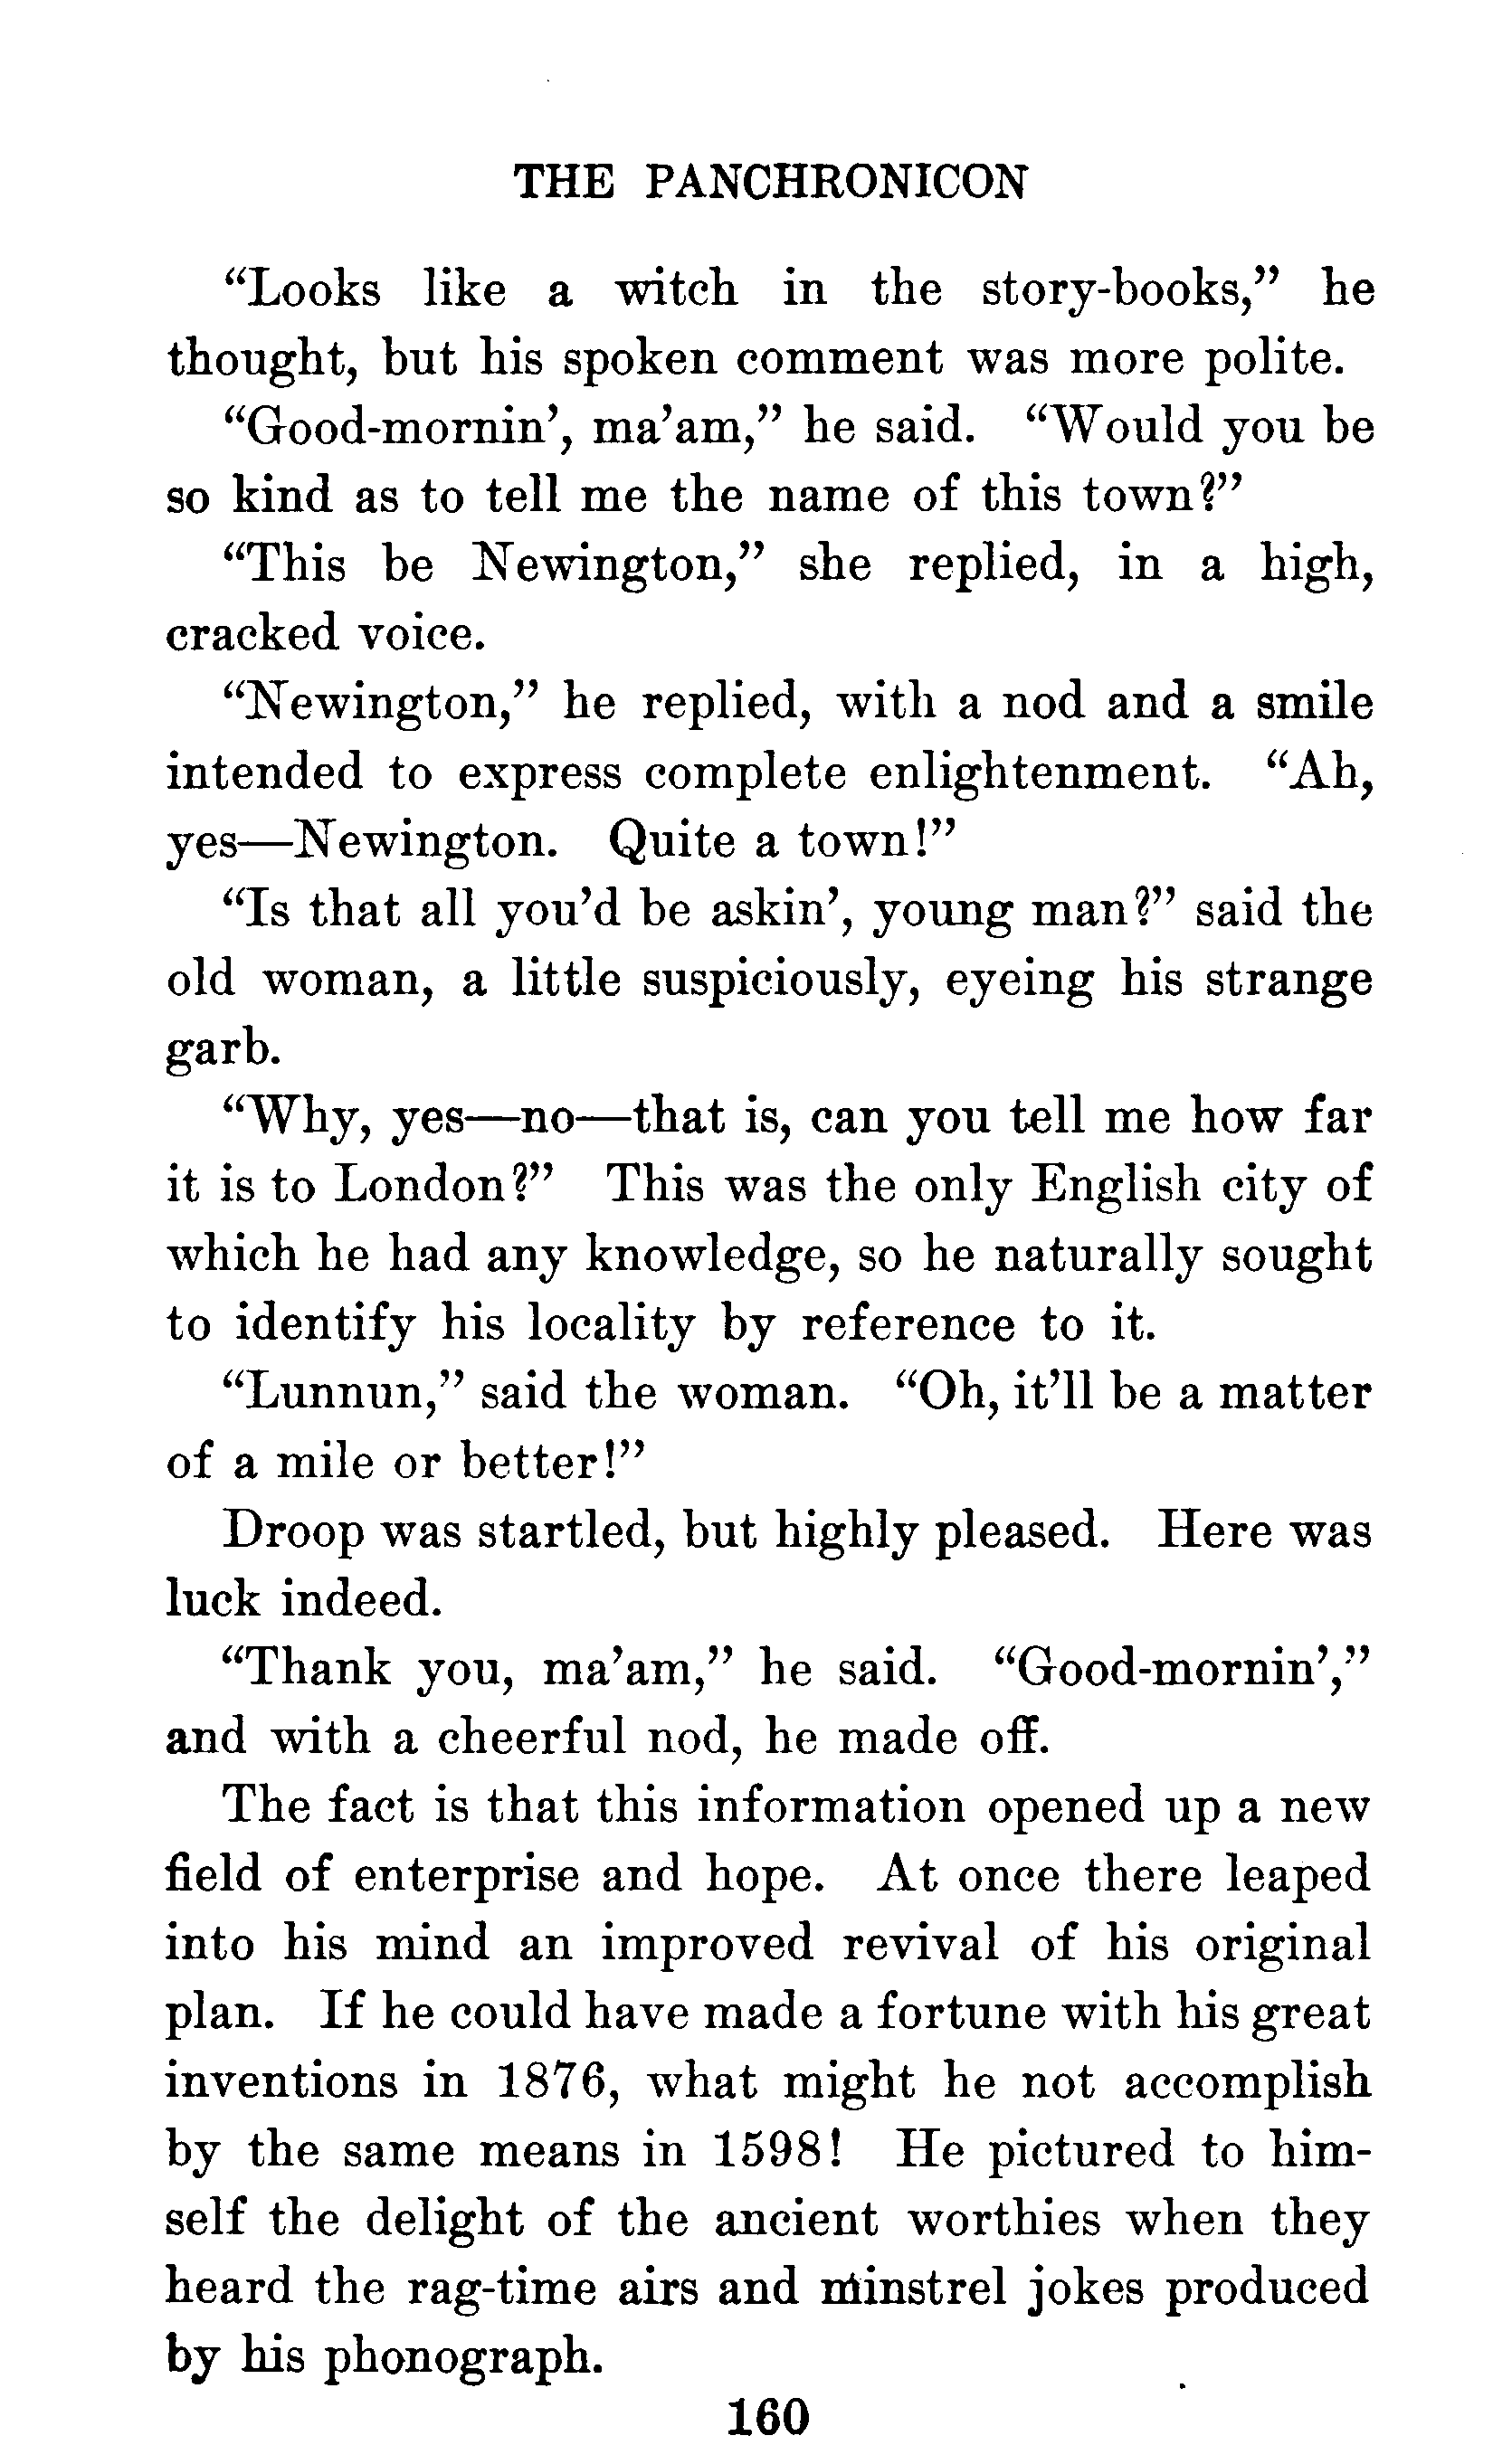 THE PANCHRONICON
“Looks like a witch in the story-books,” he
thought, but his spoken comment was more polite.
“Good-mornin’, ma’am,” he said. “Would you be
so kind as to tell me the name of this town?”
“This be Newington,” she replied, in a high,
cracked voice.
“Newington,” he replied, with a nod and a smile
intended to express complete enlightenment. “Ah,
yes—Newington. Quite a town!”
“Is that all you’d be askin’, young man?” said the
old woman, a little suspiciously, eyeing his strange
garb.
“Why, yes—no—that is, can you tell me how far
it is to London?” This was the only English city of
which he had any knowledge, so he naturally sought
to identify his locality by reference to it.
“Lunnun,” said the woman. “Oh, it’ll be a matter
of a mile or better!”
Droop was startled, but highly pleased. Here was
luck indeed.
“Thank you, ma’am,” he said. “Good-mornin’,”
and with a cheerful nod, he made off.
The fact is that this information opened up a new
field of enterprise and hope. At once there leaped
into his mind an improved revival of his original
plan. If he could have made a fortune with his great
inventions in 1876, what might he not accomplish
by the same means in 1598! He pictured to him-
self the delight of the ancient worthies when they
heard the rag-time airs and minstrel jokes produced
by his phonograph.
160